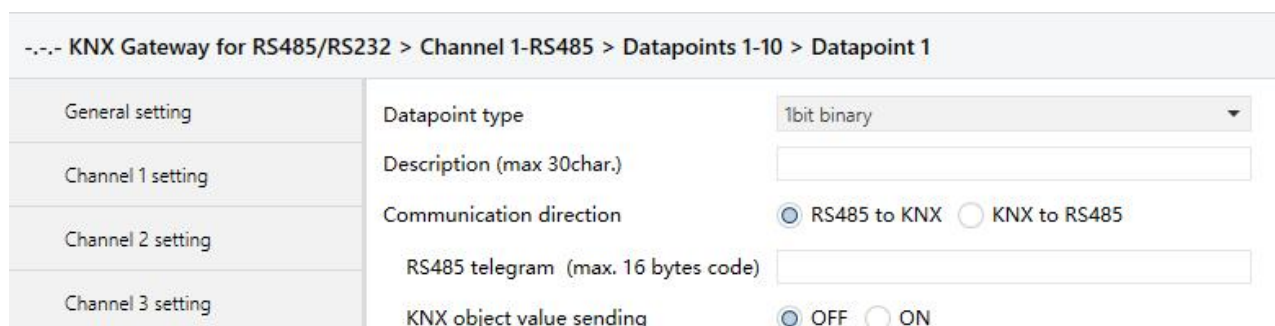 -.-.- KNX Gateway for RS485/RS232 > Channel 1-RS485 > Datapoints 1-10 > Datapoint 1
General setting
Channel 1 setting
Channel 2 setting
Channel 3 setting
Datapoint type 1bit binary
Description (max 30char.)
Communication direction RS485 to KNX KNX to RS485
RS485 telegram (max. 16 bytes code)
KNX object value sending OFF ON